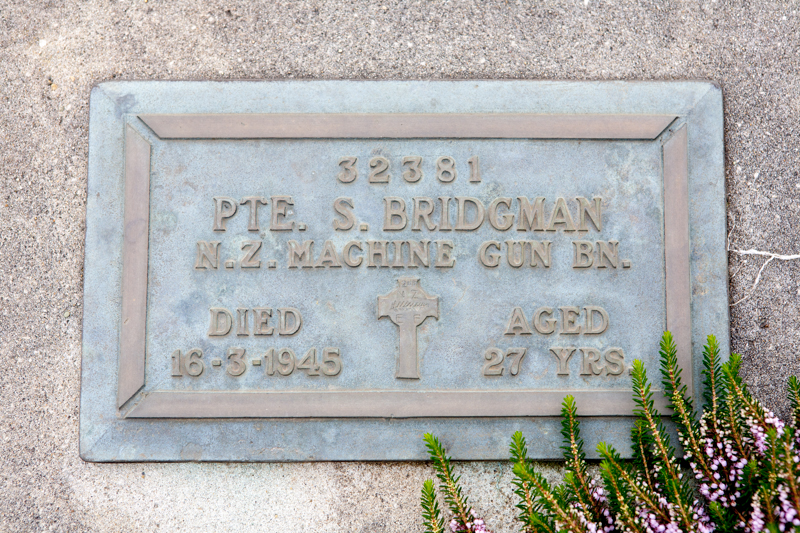 32381
PTE. S. BRIDGMAN
N.Z. MACHINE GUN BN.
DIED AGED
16-3-1945 27 YRS.